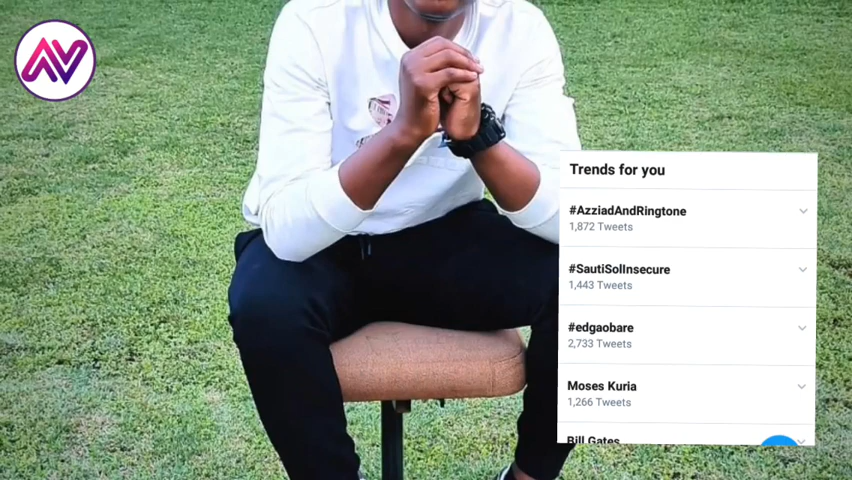 AV
Trends for you
#AzziadAndRingtone
1,872 Tweets
#SautiSolInsecure
1,443 Tweets
#edgaobare
2,733 Tweets
Moses Kuria
1,266 Tweets
Bill Gates